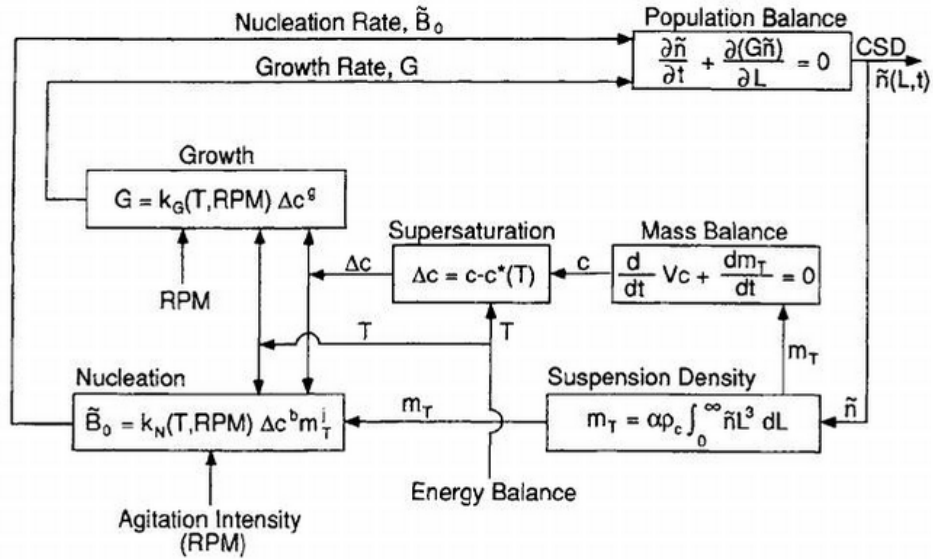 Nucleation Rate, B̃₀
Population Balance
∂ñ/∂t + ∂(Gñ)/∂L = 0
CSD
ñ(L,t)
Growth Rate, G
Growth
G = k_G(T,RPM) Δc^g
RPM
Supersaturation
Δc = c-c*(T)
Δc
c
Mass Balance
d/dt Vc + dm_T/dt = 0
T
T
m_T
Nucleation
B̃₀ = k_N(T,RPM) Δc^b m_T^j
m_T
Suspension Density
m_T = αρ_c ∫₀^∞ ñL³ dL
ñ
Energy Balance
Agitation Intensity
(RPM)